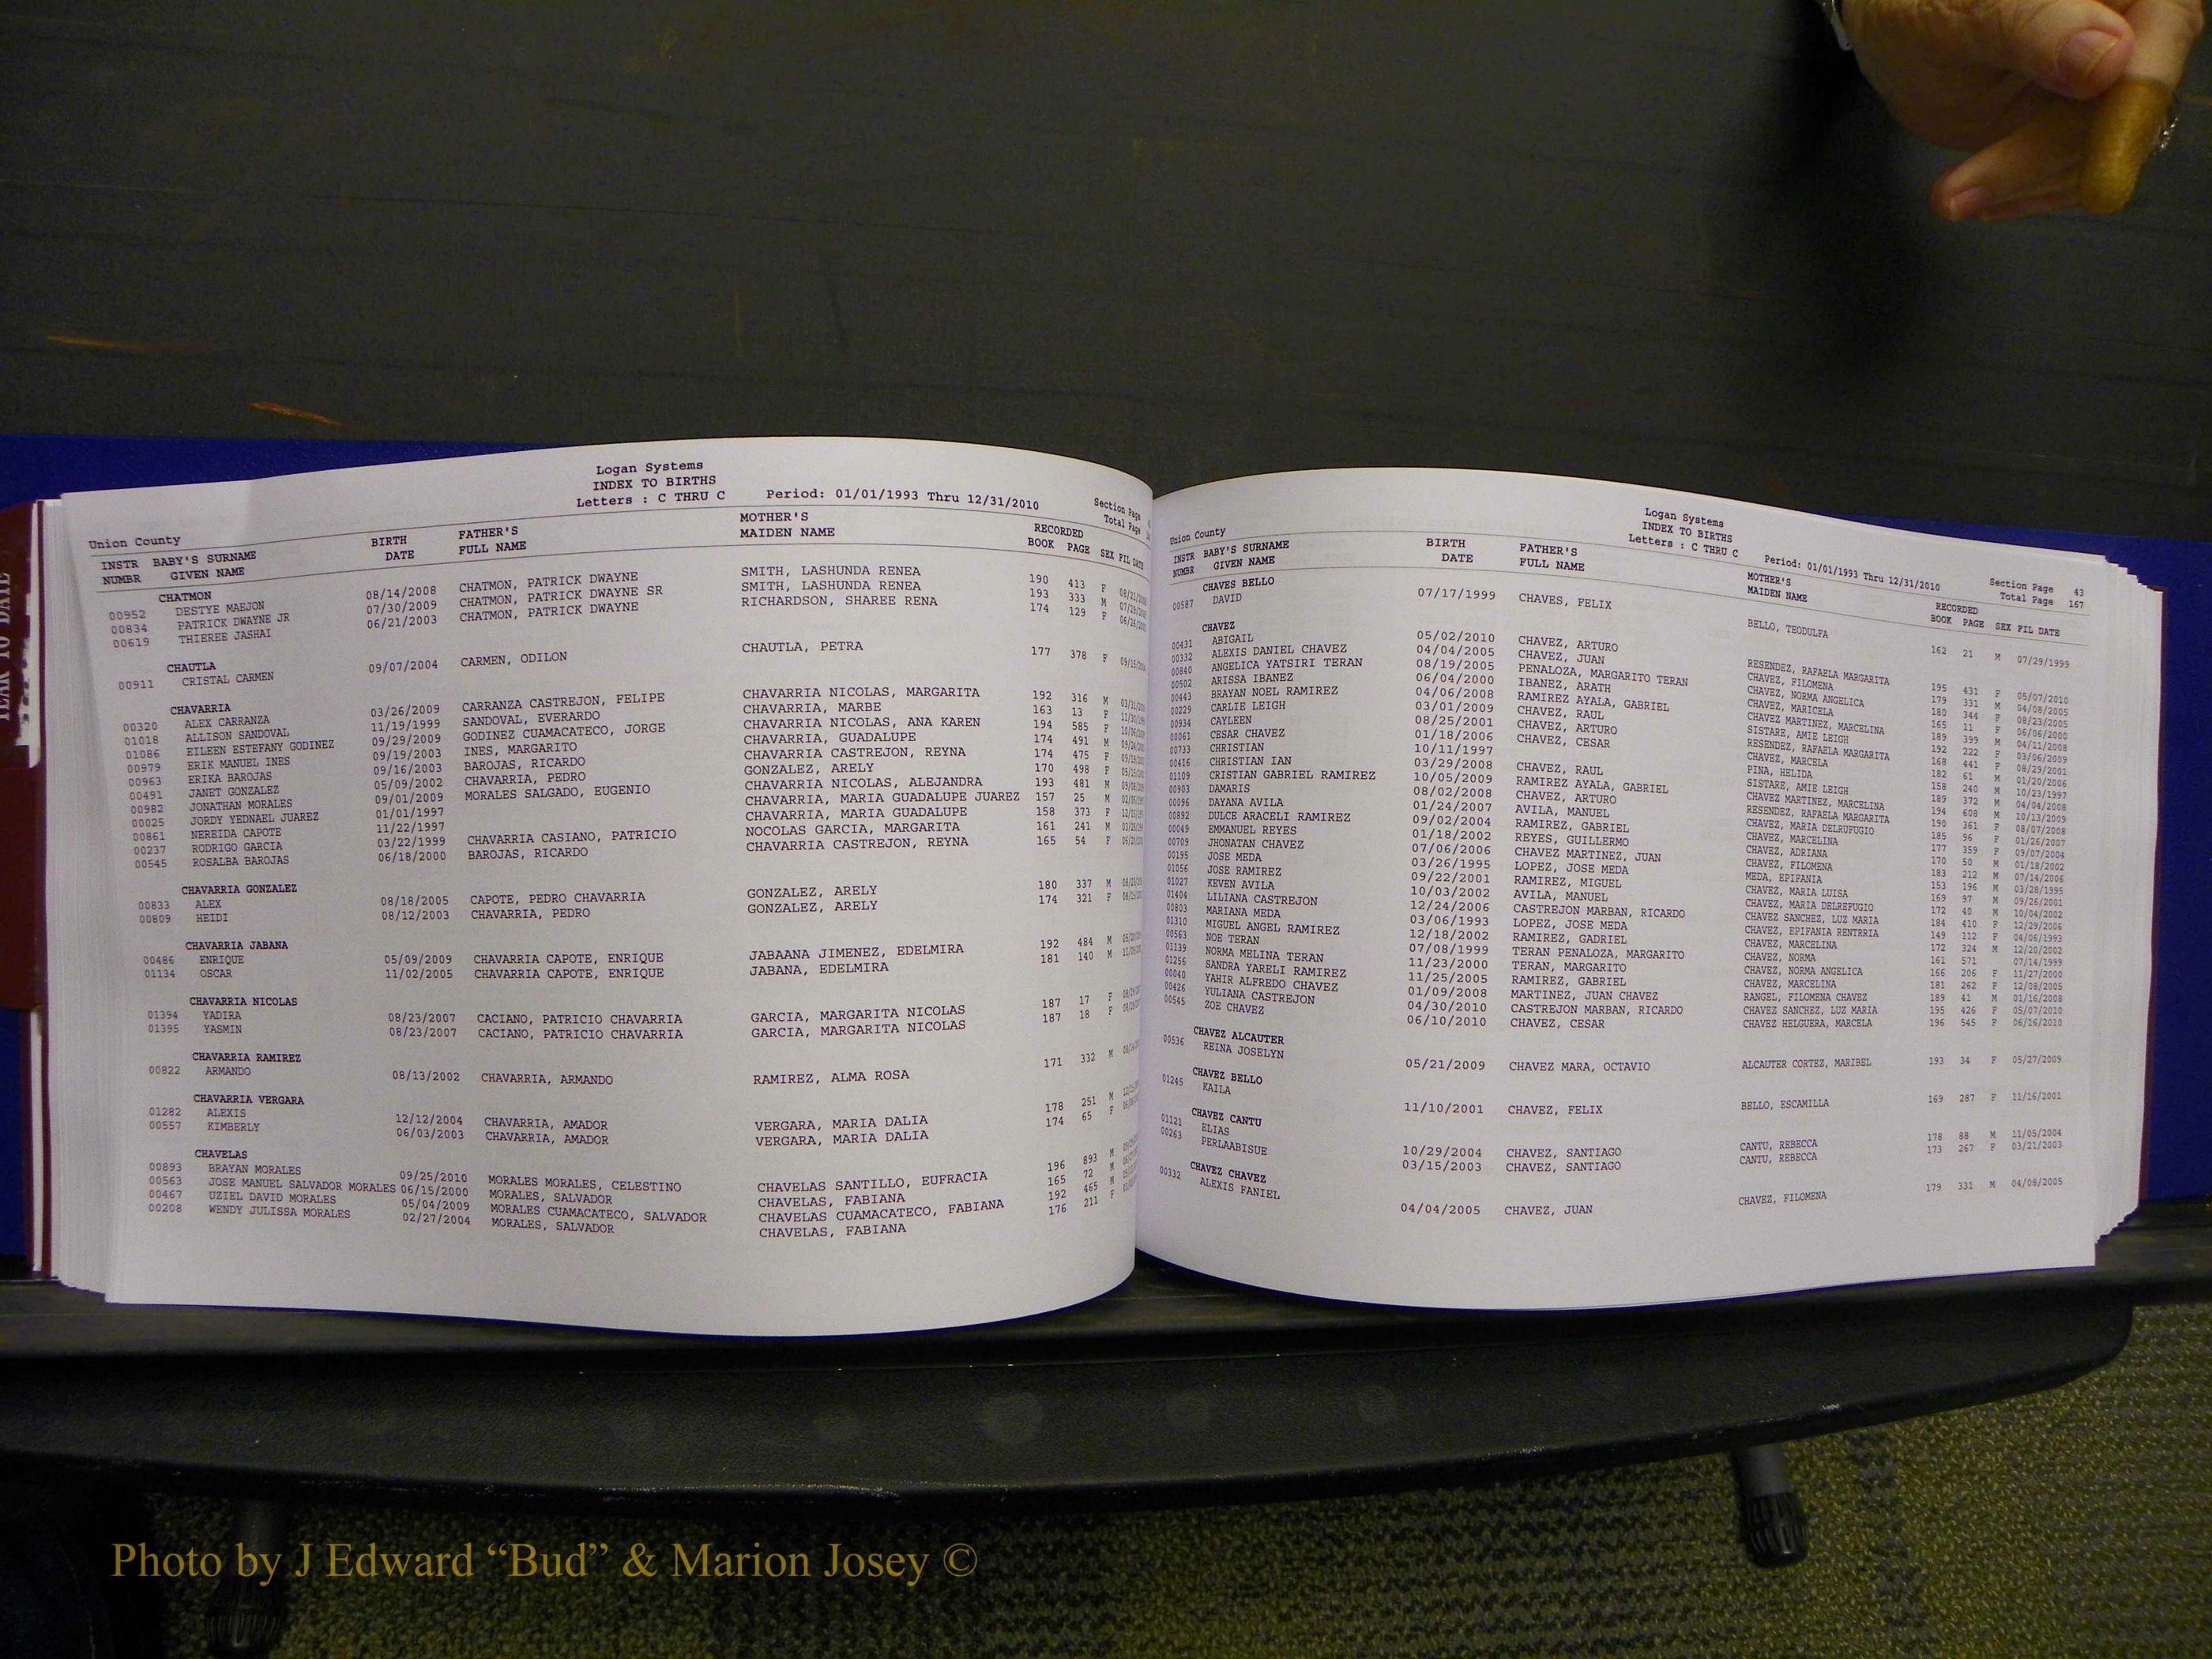 YEAR TO DATE
Logan Systems
INDEX TO BIRTHS
Letters : C THRU C Period: 01/01/1993 Thru 12/31/2010
Section Page
Total Page
Union County
INSTR BABY'S SURNAME BIRTH FATHER'S MOTHER'S RECORDED
NUMBR GIVEN NAME DATE FULL NAME MAIDEN NAME BOOK PAGE SEX FIL DATE
CHATMON
00952 DESTYE MAEJON 08/14/2008 CHATMON, PATRICK DWAYNE SMITH, LASHUNDA RENEA 190 413 F
00834 PATRICK DWAYNE JR 07/30/2009 CHATMON, PATRICK DWAYNE SR SMITH, LASHUNDA RENEA 193 333 M
00619 THIEREE JASHAI 06/21/2003 CHATMON, PATRICK DWAYNE RICHARDSON, SHAREE RENA 174 129 F
CHAUTLA
00911 CRISTAL CARMEN 09/07/2004 CARMEN, ODILON CHAUTLA, PETRA 177 378 F
CHAVARRIA
00320 ALEX CARRANZA 03/26/2009 CARRANZA CASTREJON, FELIPE CHAVARRIA NICOLAS, MARGARITA 192 316 M
01018 ALLISON SANDOVAL 11/19/1999 SANDOVAL, EVERARDO CHAVARRIA, MARBE 163 13 F
01086 EILEEN ESTEFANY GODINEZ 09/29/2009 GODINEZ CUAMACATECO, JORGE CHAVARRIA NICOLAS, ANA KAREN 194 585 F
00979 ERIK MANUEL INES 09/19/2003 INES, MARGARITO CHAVARRIA, GUADALUPE 174 491 M
00963 ERIKA BAROJAS 09/16/2003 BAROJAS, RICARDO CHAVARRIA CASTREJON, REYNA 174 475 F
00491 JANET GONZALEZ 05/09/2002 CHAVARRIA, PEDRO GONZALEZ, ARELY 170 498 F
00982 JONATHAN MORALES 09/01/2009 MORALES SALGADO, EUGENIO CHAVARRIA NICOLAS, ALEJANDRA 193 481 M
00025 JORDY YEDNAEL JUAREZ 01/01/1997 CHAVARRIA, MARIA GUADALUPE JUAREZ 157 25 M
00861 NEREIDA CAPOTE 11/22/1997 CHAVARRIA, MARIA GUADALUPE 158 373 F
00237 RODRIGO GARCIA 03/22/1999 CHAVARRIA CASIANO, PATRICIO NOCOLAS GARCIA, MARGARITA 161 241 M
00545 ROSALBA BAROJAS 06/18/2000 BAROJAS, RICARDO CHAVARRIA CASTREJON, REYNA 165 54 F
CHAVARRIA GONZALEZ
00833 ALEX 08/18/2005 CAPOTE, PEDRO CHAVARRIA GONZALEZ, ARELY 180 337 M
00809 HEIDI 08/12/2003 CHAVARRIA, PEDRO GONZALEZ, ARELY 174 321 F
CHAVARRIA JABANA
00486 ENRIQUE 05/09/2009 CHAVARRIA CAPOTE, ENRIQUE JABAANA JIMENEZ, EDELMIRA 192 484 M
01134 OSCAR 11/02/2005 CHAVARRIA CAPOTE, ENRIQUE JABANA, EDELMIRA 181 140 M
CHAVARRIA NICOLAS
01394 YADIRA 08/23/2007 CACIANO, PATRICIO CHAVARRIA GARCIA, MARGARITA NICOLAS 187 17 F
01395 YASMIN 08/23/2007 CACIANO, PATRICIO CHAVARRIA GARCIA, MARGARITA NICOLAS 187 18 F
CHAVARRIA RAMIREZ
00822 ARMANDO 08/13/2002 CHAVARRIA, ARMANDO RAMIREZ, ALMA ROSA 171 332 M
CHAVARRIA VERGARA
01282 ALEXIS 12/12/2004 CHAVARRIA, AMADOR VERGARA, MARIA DALIA 178 251 M
00557 KIMBERLY 06/03/2003 CHAVARRIA, AMADOR VERGARA, MARIA DALIA 174 65 F
CHAVELAS
00893 BRAYAN MORALES 09/25/2010 MORALES MORALES, CELESTINO CHAVELAS SANTILLO, EUFRACIA 196 893 M
00563 JOSE MANUEL SALVADOR MORALES 06/15/2000 MORALES, SALVADOR CHAVELAS, FABIANA 165 72 M
00467 UZIEL DAVID MORALES 05/04/2009 MORALES CUAMACATECO, SALVADOR CHAVELAS CUAMACATECO, FABIANA 192 465 M
00208 WENDY JULISSA MORALES 02/27/2004 MORALES, SALVADOR CHAVELAS, FABIANA 176 211 F
Logan Systems
INDEX TO BIRTHS
Letters : C THRU C Period: 01/01/1993 Thru 12/31/2010
Section Page 43
Total Page 167
Union County
INSTR BABY'S SURNAME BIRTH FATHER'S MOTHER'S RECORDED
NUMBR GIVEN NAME DATE FULL NAME MAIDEN NAME BOOK PAGE SEX FIL DATE
CHAVES BELLO
00587 DAVID 07/17/1999 CHAVES, FELIX BELLO, TEODULFA 162 21 M 07/29/1999
CHAVEZ
00431 ABIGAIL 05/02/2010 CHAVEZ, ARTURO RESENDEZ, RAFAELA MARGARITA 195 431 F 05/07/2010
00332 ALEXIS DANIEL CHAVEZ 04/04/2005 CHAVEZ, JUAN CHAVEZ, FILOMENA 179 331 M 04/08/2005
00840 ANGELICA YATSIRI TERAN 08/19/2005 PENALOZA, MARGARITO TERAN CHAVEZ, NORMA ANGELICA 180 344 F 08/23/2005
00502 ARISSA IBANEZ 06/04/2000 IBANEZ, ARATH CHAVEZ, MARICELA 165 11 F 06/06/2000
00443 BRAYAN NOEL RAMIREZ 04/06/2008 RAMIREZ AYALA, GABRIEL CHAVEZ MARTINEZ, MARCELINA 189 399 M 04/11/2008
00229 CARLIE LEIGH 03/01/2009 CHAVEZ, RAUL SISTARE, AMIE LEIGH 192 222 F 03/06/2009
00934 CAYLEEN 08/25/2001 CHAVEZ, ARTURO RESENDEZ, RAFAELA MARGARITA 168 441 F 08/29/2001
00061 CESAR CHAVEZ 01/18/2006 CHAVEZ, CESAR CHAVEZ, MARCELA 182 61 M 01/20/2006
00733 CHRISTIAN 10/11/1997 PINA, HELIDA 158 240 M 10/23/1997
00416 CHRISTIAN IAN 03/29/2008 CHAVEZ, RAUL SISTARE, AMIE LEIGH 189 372 M 04/04/2008
01109 CRISTIAN GABRIEL RAMIREZ 10/05/2009 RAMIREZ AYALA, GABRIEL CHAVEZ MARTINEZ, MARCELINA 194 608 M 10/13/2009
00903 DAMARIS 08/02/2008 CHAVEZ, ARTURO RESENDEZ, RAFAELA MARGARITA 190 361 F 08/07/2008
00096 DAYANA AVILA 01/24/2007 AVILA, MANUEL CHAVEZ, MARIA DELRUFUGIO 185 96 F 01/26/2007
00892 DULCE ARACELI RAMIREZ 09/02/2004 RAMIREZ, GABRIEL CHAVEZ, MARCELINA 177 359 F 09/07/2004
00049 EMMANUEL REYES 01/18/2002 REYES, GUILLERMO CHAVEZ, ADRIANA 170 50 M 01/18/2002
00709 JHONATAN CHAVEZ 07/06/2006 CHAVEZ MARTINEZ, JUAN CHAVEZ, FILOMENA 183 212 M 07/14/2006
00195 JOSE MEDA 03/26/1995 LOPEZ, JOSE MEDA MEDA, EPIFANIA 153 196 M 03/28/1995
01056 JOSE RAMIREZ 09/22/2001 RAMIREZ, MIGUEL CHAVEZ, MARIA LUISA 169 97 M 09/26/2001
01027 KEVEN AVILA 10/03/2002 AVILA, MANUEL CHAVEZ, MARIA DELREFUGIO 172 40 M 10/04/2002
01404 LILIANA CASTREJON 12/24/2006 CASTREJON MARBAN, RICARDO CHAVEZ SANCHEZ, LUZ MARIA 184 410 F 12/29/2006
00803 MARIANA MEDA 03/06/1993 LOPEZ, JOSE MEDA CHAVEZ, EPIFANIA RENTRRIA 149 112 F 04/06/1993
01310 MIGUEL ANGEL RAMIREZ 12/18/2002 RAMIREZ, GADRIEL CHAVEZ, MARCELINA 172 324 M 12/20/2002
00563 NOE TERAN 07/08/1999 TERAN PENALOZA, MARGARITO CHAVEZ, NORMA 161 571 07/14/1999
01139 NORMA MELINA TERAN 11/23/2000 TERAN, MARGARITO CHAVEZ, NORMA ANGELICA 166 206 F 11/27/2000
01256 SANDRA YARELI RAMIREZ 11/25/2005 RAMIREZ, GABRIEL CHAVEZ, MARCELINA 181 262 F 12/08/2005
00040 YAHIR ALFREDO CHAVEZ 01/09/2008 MARTINEZ, JUAN CHAVEZ RANGEL, FILOMENA CHAVEZ 189 41 M 01/16/2008
00426 YULIANA CASTREJON 04/30/2010 CASTREJON MARBAN, RICARDO CHAVEZ SANCHEZ, LUZ MARIA 195 426 F 05/07/2010
00545 ZOE CHAVEZ 06/10/2010 CHAVEZ, CESAR CHAVEZ HELGUERA, MARCELA 196 545 F 06/16/2010
CHAVEZ ALCAUTER
00536 REINA JOSELYN 05/21/2009 CHAVEZ MARA, OCTAVIO ALCAUTER CORTEZ, MARIBEL 193 34 F 05/27/2009
CHAVEZ BELLO
01245 KAILA 11/10/2001 CHAVEZ, FELIX BELLO, ESCAMILLA 169 287 F 11/16/2001
CHAVEZ CANTU
01121 ELIAS 10/29/2004 CHAVEZ, SANTIAGO CANTU, REBECCA 178 88 M 11/05/2004
00263 PERLAABISUE 03/15/2003 CHAVEZ, SANTIAGO CANTU, REBECCA 173 267 F 03/21/2003
CHAVEZ CHAVEZ
00332 ALEXIS FANIEL 04/04/2005 CHAVEZ, JUAN CHAVEZ, FILOMENA 179 331 M 04/08/2005
Photo by J Edward “Bud” & Marion Josey ©